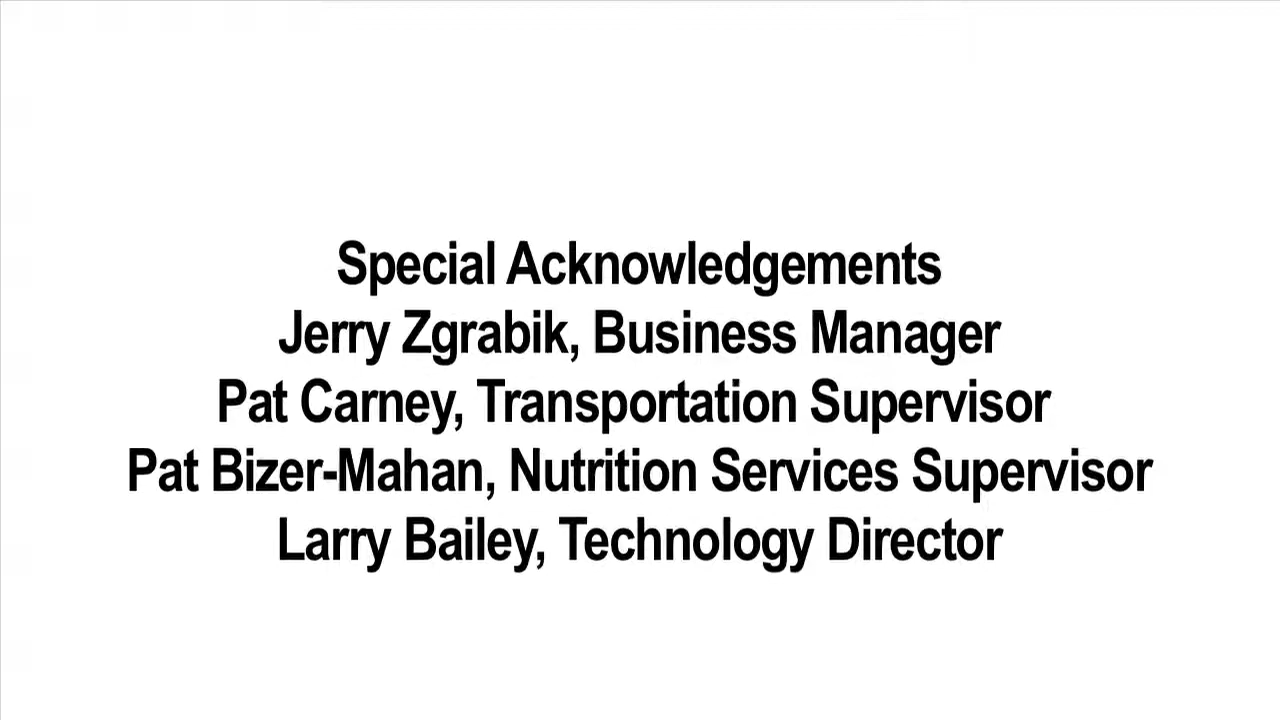 Special Acknowledgements
Jerry Zgrabik, Business Manager
Pat Carney, Transportation Supervisor
Pat Bizer-Mahan, Nutrition Services Supervisor
Larry Bailey, Technology Director